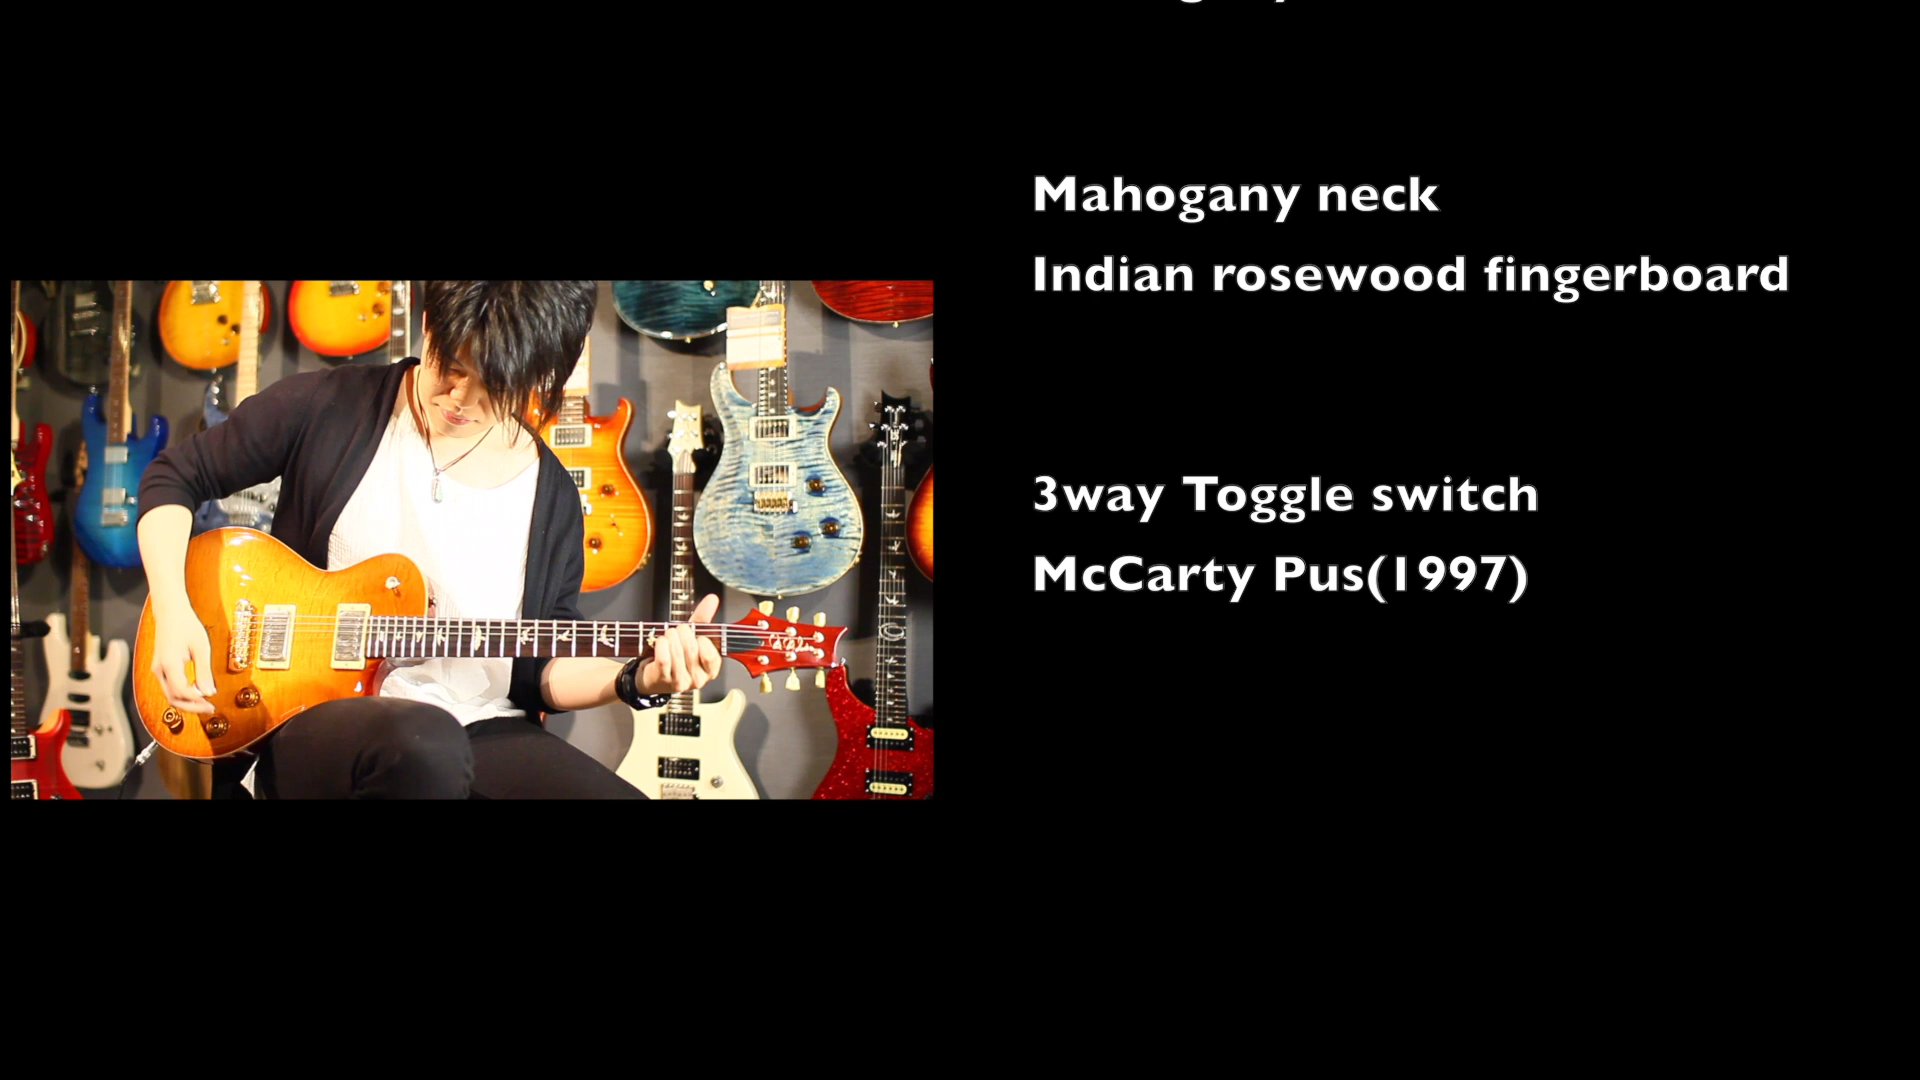 Mahogany neck
Indian rosewood fingerboard
3way Toggle switch
McCarty Pus(1997)